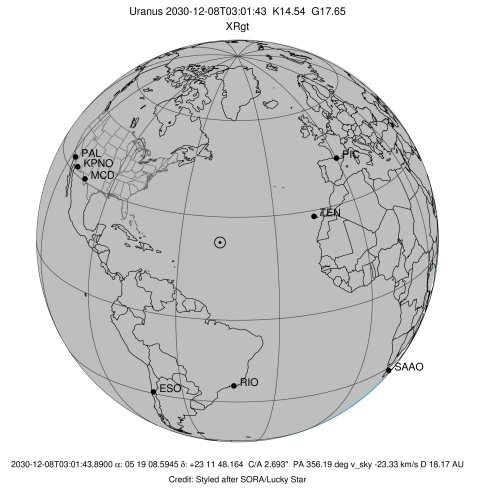 Uranus 2030-12-08T03:01:43 K14.54 G17.65
XRgt
PAL
KPNO
MCD
PIC
TEN
SAAO
RIO
ESO
2030-12-08T03:01:43.8900 α: 05 19 08.5945 δ: +23 11 48.164 C/A 2.693" PA 356.19 deg v_sky -23.33 km/s D 18.17 AU
Credit: Styled after SORA/Lucky Star